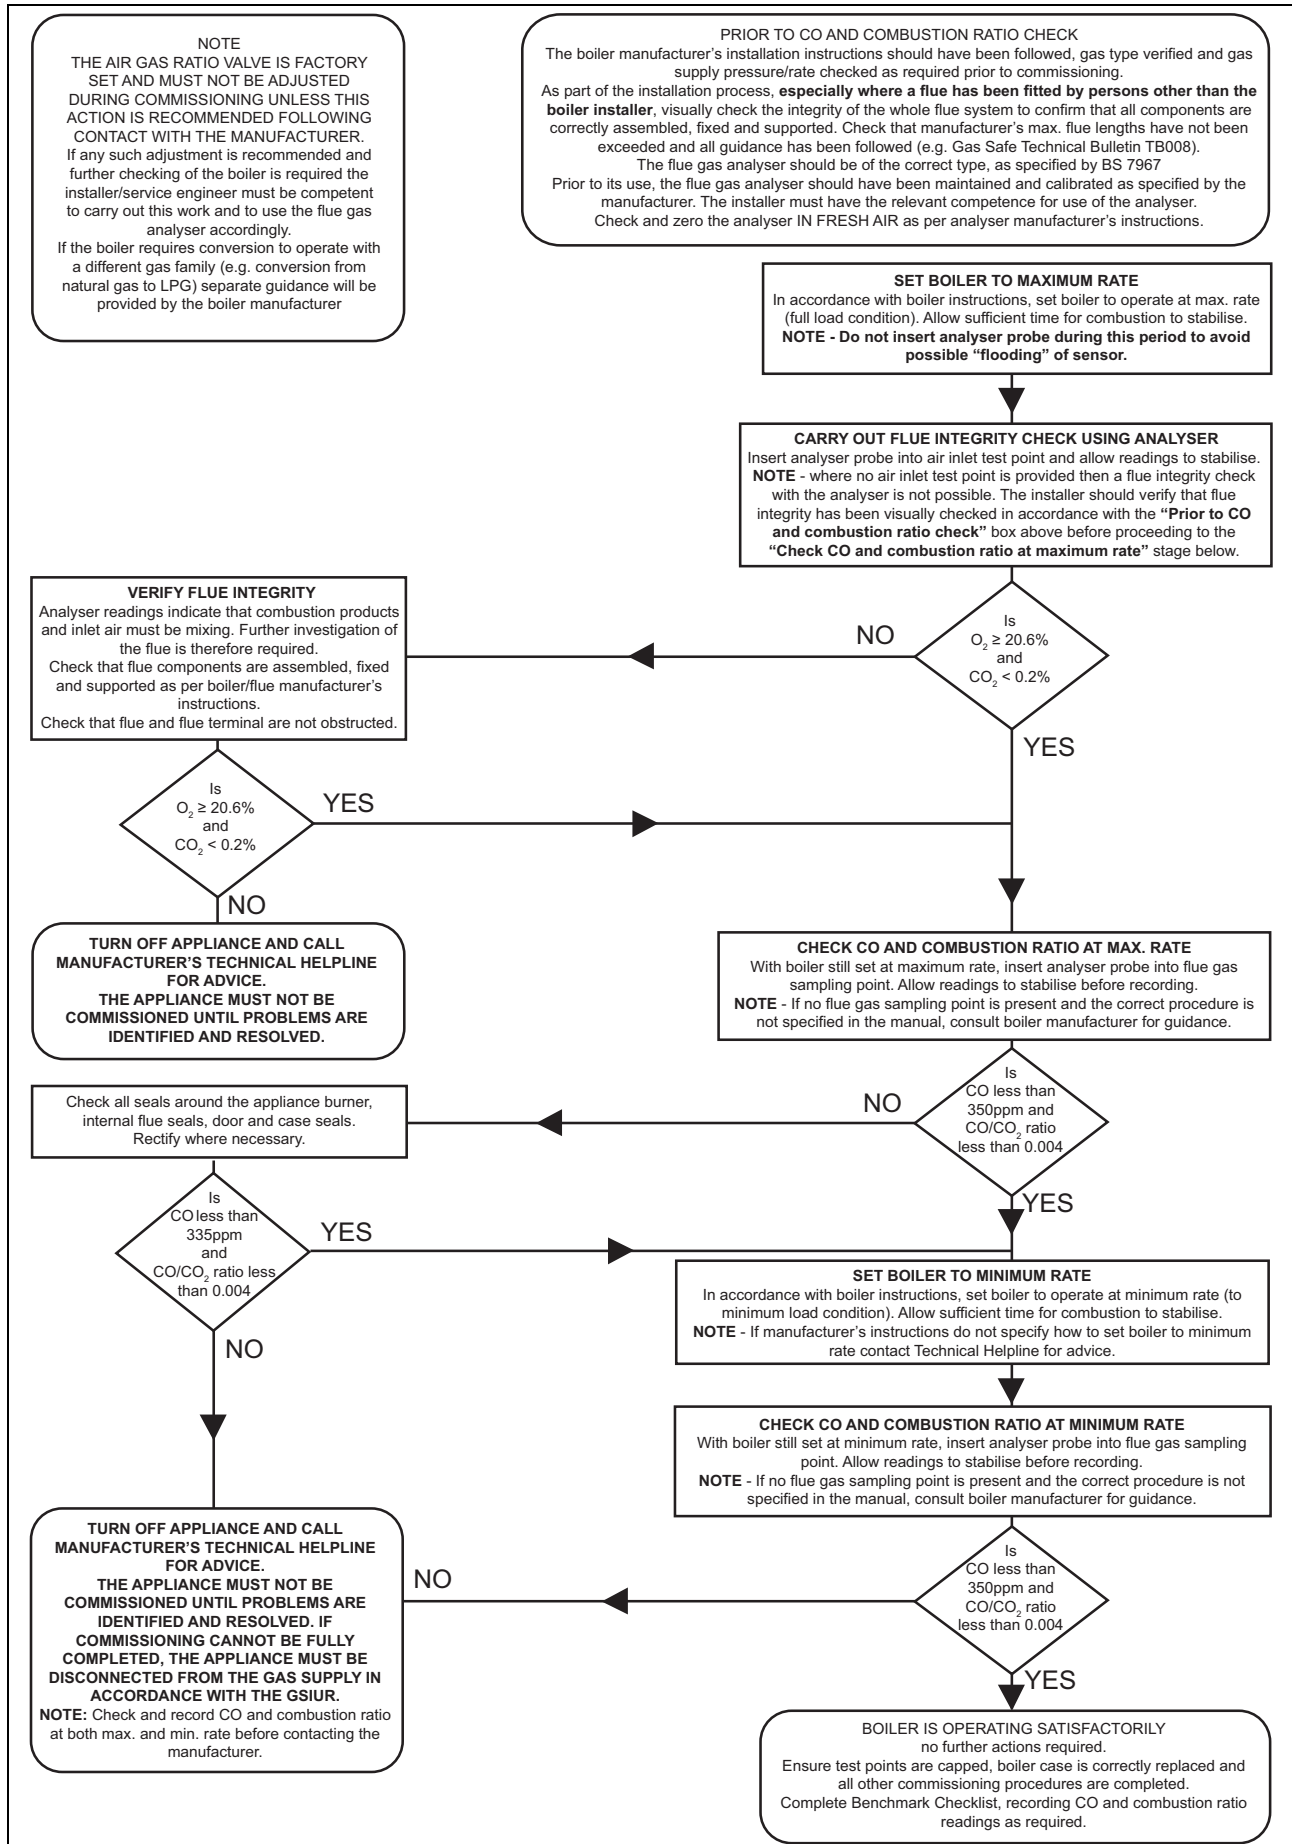 NOTE
THE AIR GAS RATIO VALVE IS FACTORY
SET AND MUST NOT BE ADJUSTED
DURING COMMISSIONING UNLESS THIS
ACTION IS RECOMMENDED FOLLOWING
CONTACT WITH THE MANUFACTURER.
If any such adjustment is recommended and
further checking of the boiler is required the
installer/service engineer must be competent
to carry out this work and to use the flue gas
analyser accordingly.
If the boiler requires conversion to operate with
a different gas family (e.g. conversion from
natural gas to LPG) separate guidance will be
provided by the boiler manufacturer
PRIOR TO CO AND COMBUSTION RATIO CHECK
The boiler manufacturer's installation instructions should have been followed, gas type verified and gas
supply pressure/rate checked as required prior to commissioning.
As part of the installation process, especially where a flue has been fitted by persons other than the
boiler installer, visually check the integrity of the whole flue system to confirm that all components are
correctly assembled, fixed and supported. Check that manufacturer's max. flue lengths have not been
exceeded and all guidance has been followed (e.g. Gas Safe Technical Bulletin TB008).
The flue gas analyser should be of the correct type, as specified by BS 7967
Prior to its use, the flue gas analyser should have been maintained and calibrated as specified by the
manufacturer. The installer must have the relevant competence for use of the analyser.
Check and zero the analyser IN FRESH AIR as per analyser manufacturer's instructions.
SET BOILER TO MAXIMUM RATE
In accordance with boiler instructions, set boiler to operate at max. rate
(full load condition). Allow sufficient time for combustion to stabilise.
NOTE - Do not insert analyser probe during this period to avoid
possible "flooding" of sensor.
CARRY OUT FLUE INTEGRITY CHECK USING ANALYSER
Insert analyser probe into air inlet test point and allow readings to stabilise.
NOTE - where no air inlet test point is provided then a flue integrity check
with the analyser is not possible. The installer should verify that flue
integrity has been visually checked in accordance with the "Prior to CO
and combustion ratio check" box above before proceeding to the
"Check CO and combustion ratio at maximum rate" stage below.
Is
O₂ ≥ 20.6%
and
CO₂ < 0.2%
NO
YES
VERIFY FLUE INTEGRITY
Analyser readings indicate that combustion products
and inlet air must be mixing. Further investigation of
the flue is therefore required.
Check that flue components are assembled, fixed
and supported as per boiler/flue manufacturer's
instructions.
Check that flue and flue terminal are not obstructed.
Is
O₂ ≥ 20.6%
and
CO₂ < 0.2%
YES
NO
TURN OFF APPLIANCE AND CALL
MANUFACTURER'S TECHNICAL HELPLINE
FOR ADVICE.
THE APPLIANCE MUST NOT BE
COMMISSIONED UNTIL PROBLEMS ARE
IDENTIFIED AND RESOLVED.
CHECK CO AND COMBUSTION RATIO AT MAX. RATE
With boiler still set at maximum rate, insert analyser probe into flue gas
sampling point. Allow readings to stabilise before recording.
NOTE - If no flue gas sampling point is present and the correct procedure is
not specified in the manual, consult boiler manufacturer for guidance.
Is
CO less than
350ppm and
CO/CO₂ ratio
less than 0.004
NO
YES
Check all seals around the appliance burner,
internal flue seals, door and case seals.
Rectify where necessary.
Is
CO less than
335ppm
and
CO/CO₂ ratio less
than 0.004
YES
NO
SET BOILER TO MINIMUM RATE
In accordance with boiler instructions, set boiler to operate at minimum rate (to
minimum load condition). Allow sufficient time for combustion to stabilise.
NOTE - If manufacturer's instructions do not specify how to set boiler to minimum
rate contact Technical Helpline for advice.
CHECK CO AND COMBUSTION RATIO AT MINIMUM RATE
With boiler still set at minimum rate, insert analyser probe into flue gas sampling
point. Allow readings to stabilise before recording.
NOTE - If no flue gas sampling point is present and the correct procedure is not
specified in the manual, consult boiler manufacturer for guidance.
Is
CO less than
350ppm and
CO/CO₂ ratio
less than 0.004
NO
YES
TURN OFF APPLIANCE AND CALL
MANUFACTURER'S TECHNICAL HELPLINE
FOR ADVICE.
THE APPLIANCE MUST NOT BE
COMMISSIONED UNTIL PROBLEMS ARE
IDENTIFIED AND RESOLVED. IF
COMMISSIONING CANNOT BE FULLY
COMPLETED, THE APPLIANCE MUST BE
DISCONNECTED FROM THE GAS SUPPLY IN
ACCORDANCE WITH THE GSIUR.
NOTE: Check and record CO and combustion ratio
at both max. and min. rate before contacting the
manufacturer.
BOILER IS OPERATING SATISFACTORILY
no further actions required.
Ensure test points are capped, boiler case is correctly replaced and
all other commissioning procedures are completed.
Complete Benchmark Checklist, recording CO and combustion ratio
readings as required.